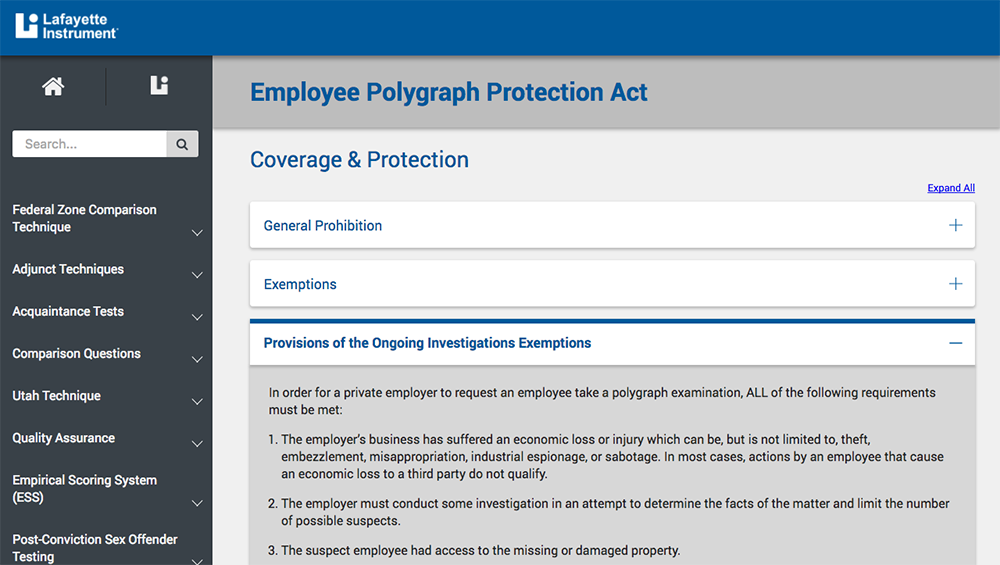 Lafayette
Instrument
Search...
Federal Zone Comparison
Technique
Adjunct Techniques
Acquaintance Tests
Comparison Questions
Utah Technique
Quality Assurance
Empirical Scoring System
(ESS)
Post-Conviction Sex Offender
Testing
Employee Polygraph Protection Act
Coverage & Protection
Expand All
General Prohibition
Exemptions
Provisions of the Ongoing Investigations Exemptions
In order for a private employer to request an employee take a polygraph examination, ALL of the following requirements
must be met:
1. The employer’s business has suffered an economic loss or injury which can be, but is not limited to, theft,
embezzlement, misappropriation, industrial espionage, or sabotage. In most cases, actions by an employee that cause
an economic loss to a third party do not qualify.
2. The employer must conduct some investigation in an attempt to determine the facts of the matter and limit the number
of possible suspects.
3. The suspect employee had access to the missing or damaged property.